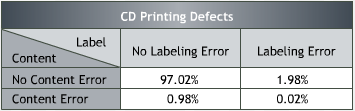 CD Printing Defects
Label
Content
No Labeling Error
Labeling Error
No Content Error 97.02% 1.98%
Content Error 0.98% 0.02%